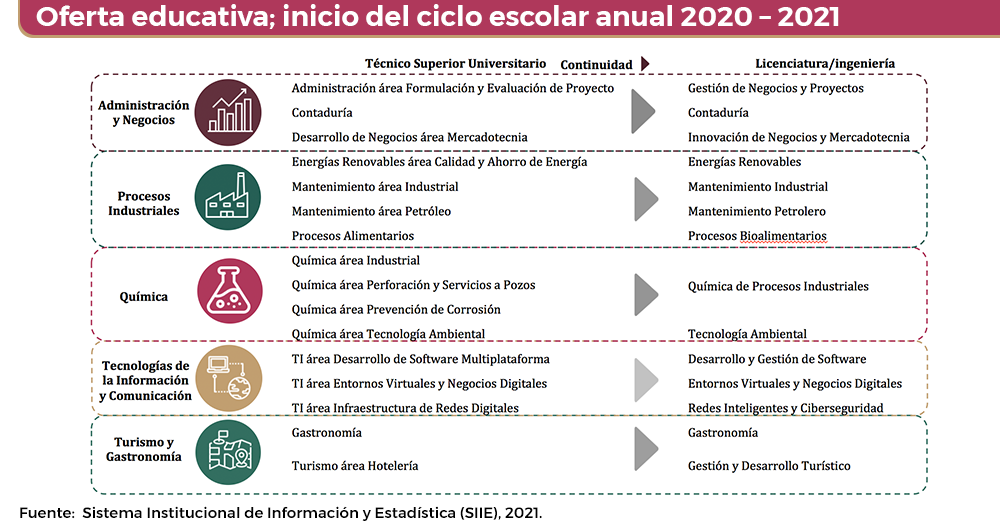 Oferta educativa; inicio del ciclo escolar anual 2020 – 2021
Técnico Superior Universitario Continuidad Licenciatura/ingeniería
Administración
y Negocios
Administración área Formulación y Evaluación de Proyecto Gestión de Negocios y Proyectos
Contaduría Contaduría
Desarrollo de Negocios área Mercadotecnia Innovación de Negocios y Mercadotecnia
Procesos
Industriales
Energías Renovables área Calidad y Ahorro de Energía Energías Renovables
Mantenimiento área Industrial Mantenimiento Industrial
Mantenimiento área Petróleo Mantenimiento Petrolero
Procesos Alimentarios Procesos Bioalimentarios
Química
Química área Industrial
Química área Perforación y Servicios a Pozos Química de Procesos Industriales
Química área Prevención de Corrosión
Química área Tecnología Ambiental Tecnología Ambiental
Tecnologías de
la Información
y Comunicación
TI área Desarrollo de Software Multiplataforma Desarrollo y Gestión de Software
TI área Entornos Virtuales y Negocios Digitales Entornos Virtuales y Negocios Digitales
TI área Infraestructura de Redes Digitales Redes Inteligentes y Ciberseguridad
Turismo y
Gastronomía
Gastronomía Gastronomía
Turismo área Hotelería Gestión y Desarrollo Turístico
Fuente: Sistema Institucional de Información y Estadística (SIIE), 2021.